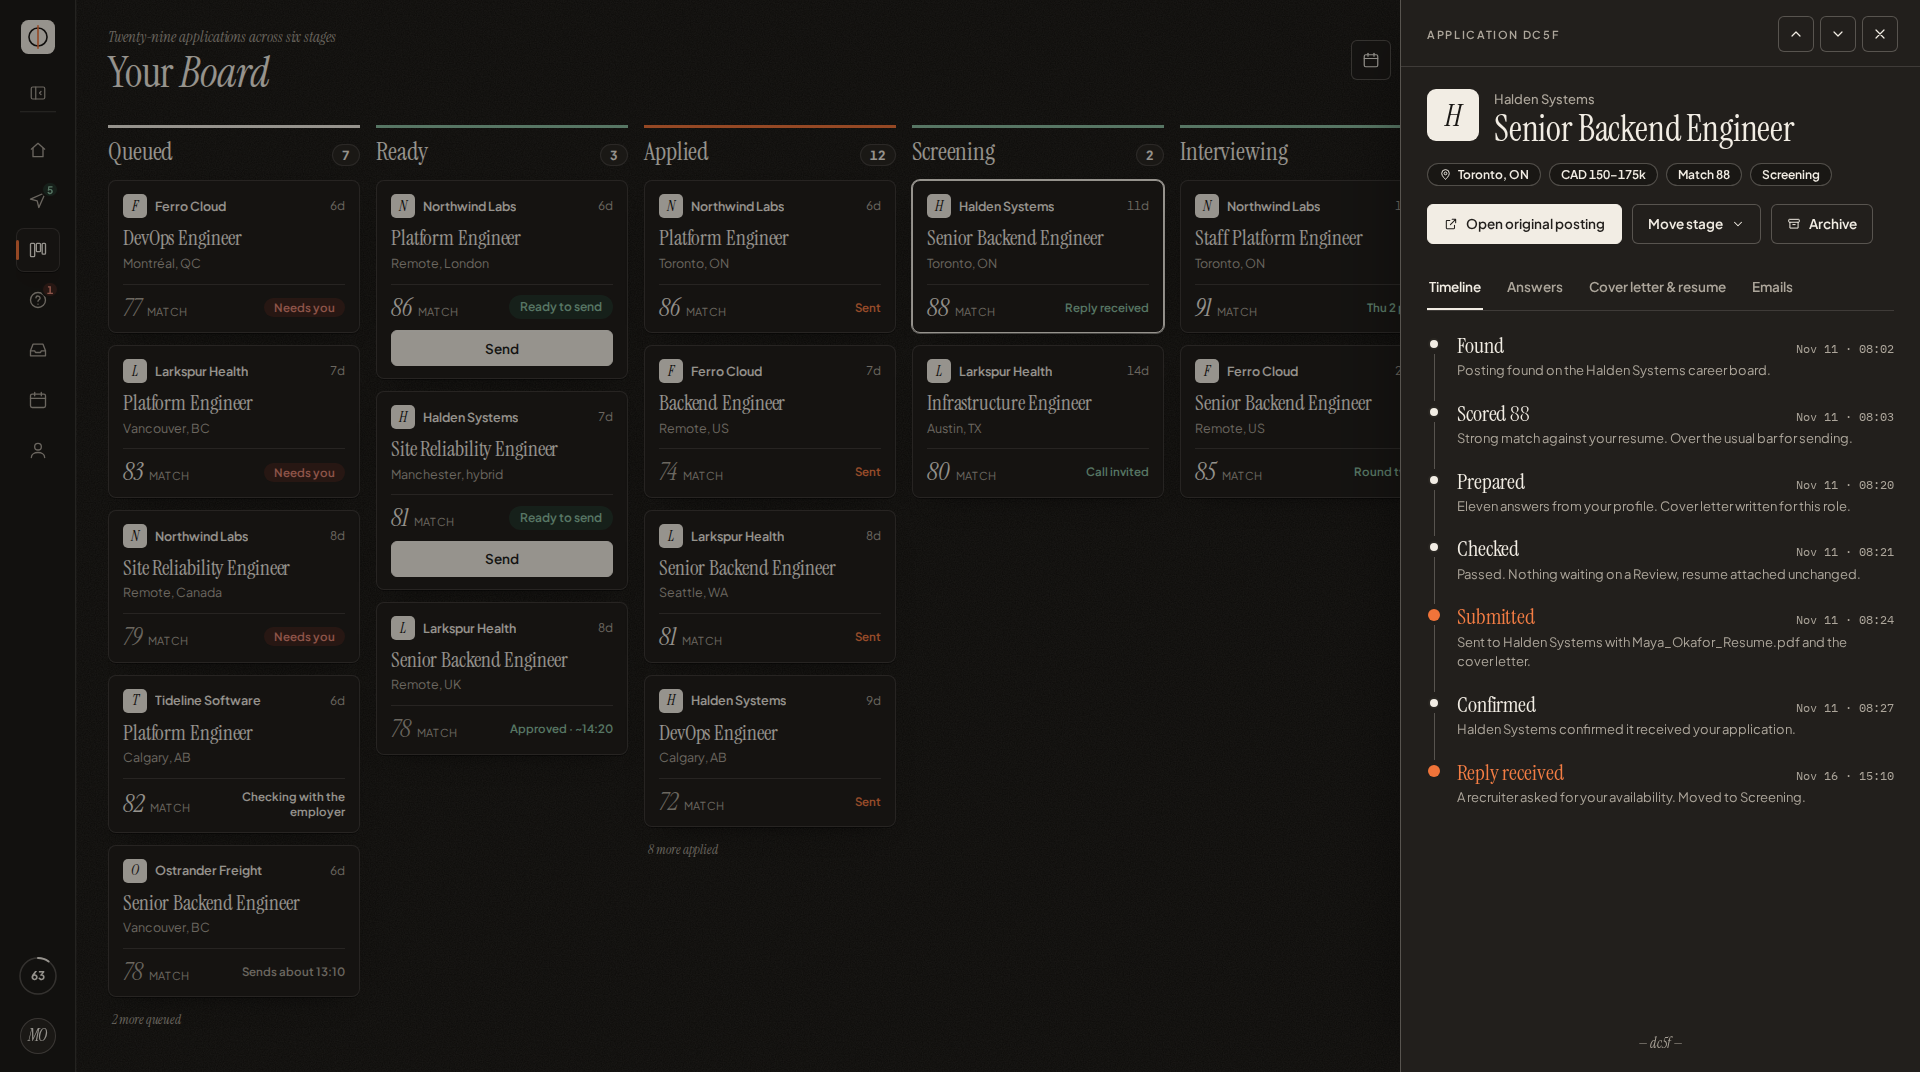 Twenty-nine applications across six stages
Your Board
5
1
63
MO
Queued
7
F
Ferro Cloud
6d
DevOps Engineer
Montréal, QC
77 MATCH
Needs you
L
Larkspur Health
7d
Platform Engineer
Vancouver, BC
83 MATCH
Needs you
N
Northwind Labs
8d
Site Reliability Engineer
Remote, Canada
79 MATCH
Needs you
T
Tideline Software
6d
Platform Engineer
Calgary, AB
82 MATCH
Checking with the
employer
O
Ostrander Freight
6d
Senior Backend Engineer
Vancouver, BC
78 MATCH
Sends about 13:10
2 more queued
Ready
3
N
Northwind Labs
6d
Platform Engineer
Remote, London
86 MATCH
Ready to send
Send
H
Halden Systems
7d
Site Reliability Engineer
Manchester, hybrid
81 MATCH
Ready to send
Send
L
Larkspur Health
8d
Senior Backend Engineer
Remote, UK
78 MATCH
Approved · ~14:20
Applied
12
N
Northwind Labs
6d
Platform Engineer
Toronto, ON
86 MATCH
Sent
F
Ferro Cloud
7d
Backend Engineer
Remote, US
74 MATCH
Sent
L
Larkspur Health
8d
Senior Backend Engineer
Seattle, WA
81 MATCH
Sent
H
Halden Systems
9d
DevOps Engineer
Calgary, AB
72 MATCH
Sent
8 more applied
Screening
2
H
Halden Systems
11d
Senior Backend Engineer
Toronto, ON
88 MATCH
Reply received
L
Larkspur Health
14d
Infrastructure Engineer
Austin, TX
80 MATCH
Call invited
Interviewing
N
Northwind Labs
Staff Platform Engineer
Toronto, ON
91 MATCH
Thu 2
F
Ferro Cloud
Senior Backend Engineer
Remote, US
85 MATCH
Round
APPLICATION DC5F
H
Halden Systems
Senior Backend Engineer
Toronto, ON
CAD 150–175k
Match 88
Screening
Open original posting
Move stage
Archive
Timeline
Answers
Cover letter & resume
Emails
Found
Nov 11 · 08:02
Posting found on the Halden Systems career board.
Scored 88
Nov 11 · 08:03
Strong match against your resume. Over the usual bar for sending.
Prepared
Nov 11 · 08:20
Eleven answers from your profile. Cover letter written for this role.
Checked
Nov 11 · 08:21
Passed. Nothing waiting on a Review, resume attached unchanged.
Submitted
Nov 11 · 08:24
Sent to Halden Systems with Maya_Okafor_Resume.pdf and the
cover letter.
Confirmed
Nov 11 · 08:27
Halden Systems confirmed it received your application.
Reply received
Nov 16 · 15:10
A recruiter asked for your availability. Moved to Screening.
– dc5f –